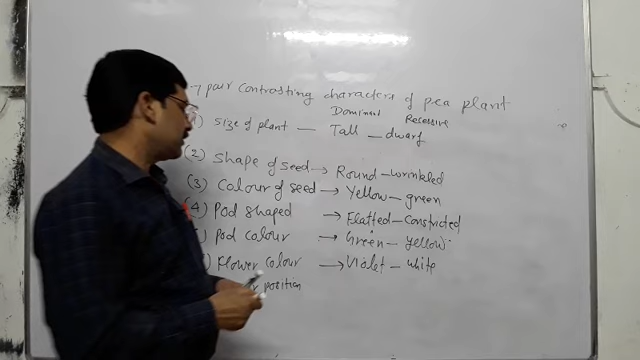 7 pair contrasting characters of pea plant
Dominant Recessive
) Size of plant — Tall — dwarf
(2) Shape of seed → Round - wrinkled
(3) Colour of seed → Yellow - green
(4) Pod shaped → Flatted - Constricted
) Pod colour → Green - yellow
) Flower colour → Violet - white
position